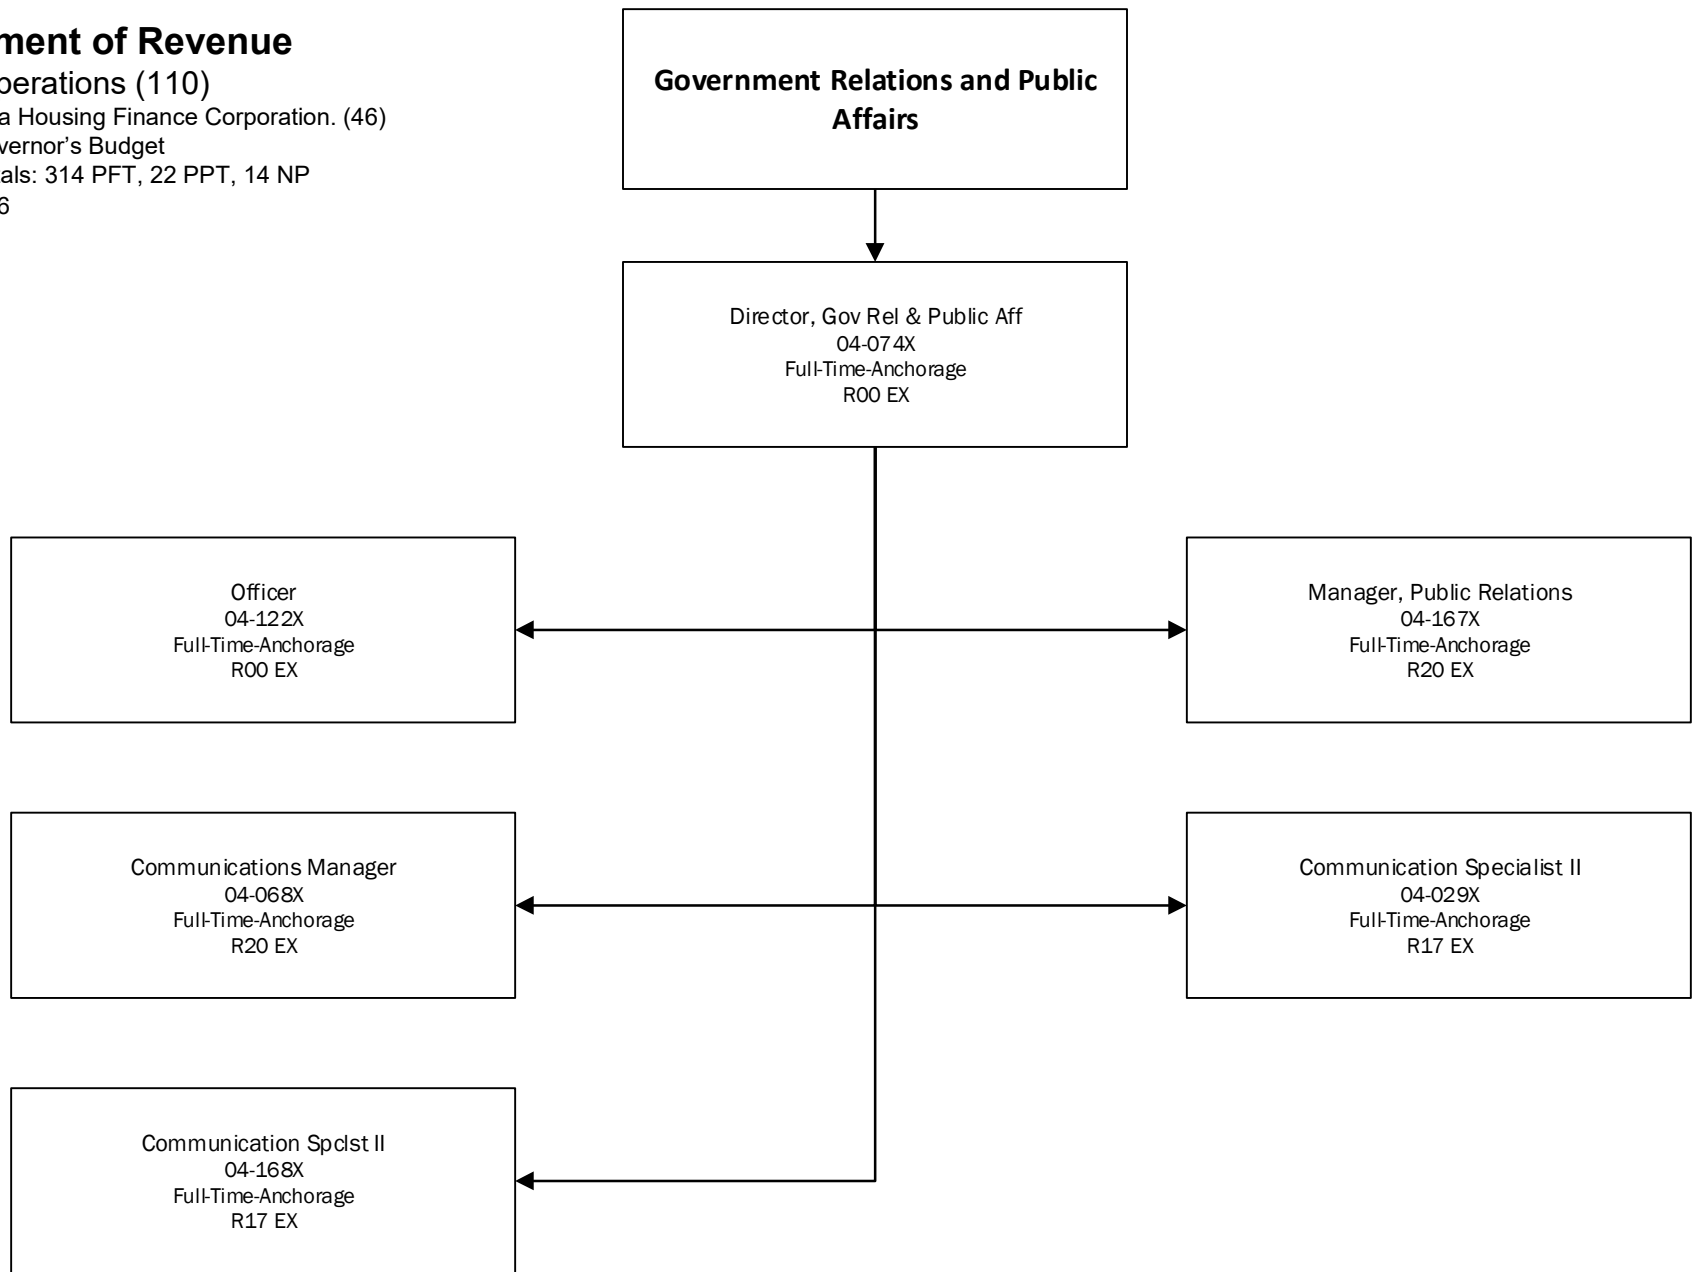 ment of Revenue
perations (110)
a Housing Finance Corporation. (46)
vernor's Budget
tals: 314 PFT, 22 PPT, 14 NP
6
Government Relations and Public
Affairs
Director, Gov Rel & Public Aff
04-074X
Full-Time-Anchorage
R00 EX
Officer
04-122X
Full-Time-Anchorage
R00 EX
Manager, Public Relations
04-167X
Full-Time-Anchorage
R20 EX
Communications Manager
04-068X
Full-Time-Anchorage
R20 EX
Communication Specialist II
04-029X
Full-Time-Anchorage
R17 EX
Communication Spclst II
04-168X
Full-Time-Anchorage
R17 EX